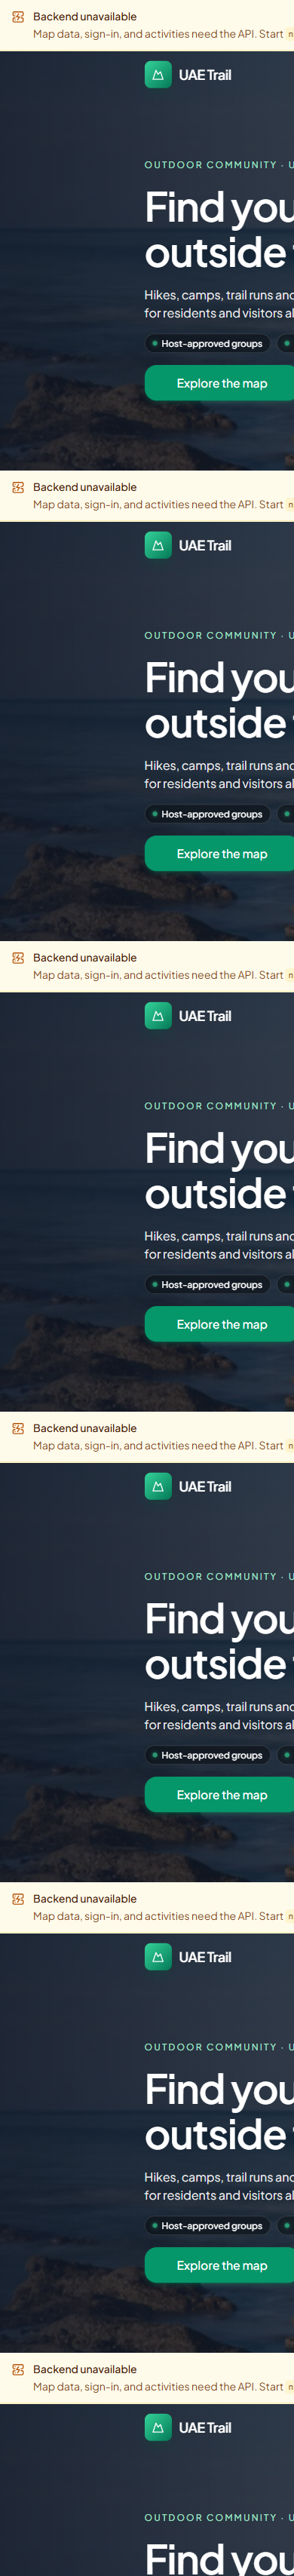 Backend unavailable
Map data, sign-in, and activities need the API. Start
UAE Trail
OUTDOOR COMMUNITY ·
Find you
outside
Hikes, camps, trail runs and
for residents and visitors al
Host-approved groups
Explore the map
Backend unavailable
Map data, sign-in, and activities need the API. Start
UAE Trail
OUTDOOR COMMUNITY ·
Find you
outside
Hikes, camps, trail runs and
for residents and visitors al
Host-approved groups
Explore the map
Backend unavailable
Map data, sign-in, and activities need the API. Start
UAE Trail
OUTDOOR COMMUNITY ·
Find you
outside
Hikes, camps, trail runs and
for residents and visitors al
Host-approved groups
Explore the map
Backend unavailable
Map data, sign-in, and activities need the API. Start
UAE Trail
OUTDOOR COMMUNITY ·
Find you
outside
Hikes, camps, trail runs and
for residents and visitors al
Host-approved groups
Explore the map
Backend unavailable
Map data, sign-in, and activities need the API. Start
UAE Trail
OUTDOOR COMMUNITY ·
Find you
outside
Hikes, camps, trail runs and
for residents and visitors al
Host-approved groups
Explore the map
Backend unavailable
Map data, sign-in, and activities need the API. Start
UAE Trail
OUTDOOR COMMUNITY ·
Find you